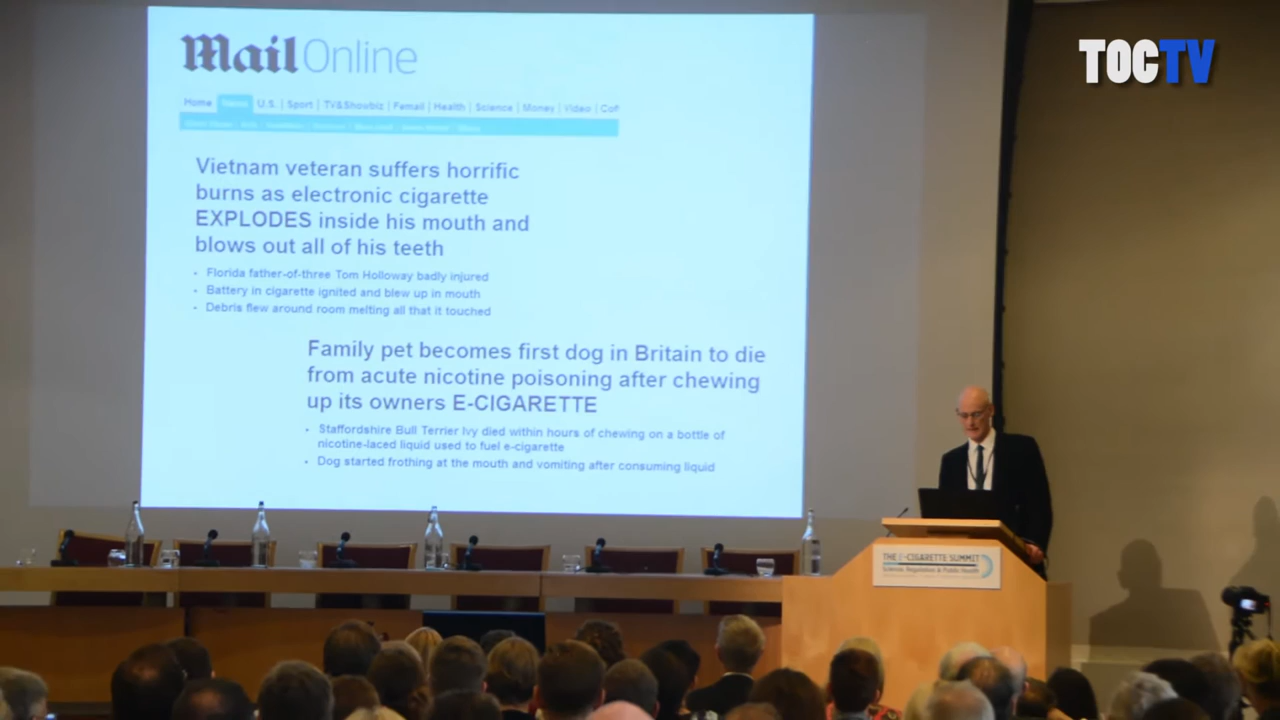 TOCTV
Mail Online
Home News U.S. | Sport | TV&Showbiz | Femail | Health | Science | Money | Video | Cof
Vietnam veteran suffers horrific
burns as electronic cigarette
EXPLODES inside his mouth and
blows out all of his teeth
• Florida father-of-three Tom Holloway badly injured
• Battery in cigarette ignited and blew up in mouth
• Debris flew around room melting all that it touched
Family pet becomes first dog in Britain to die
from acute nicotine poisoning after chewing
up its owners E-CIGARETTE
• Staffordshire Bull Terrier Ivy died within hours of chewing on a bottle of
nicotine-laced liquid used to fuel e-cigarette
• Dog started frothing at the mouth and vomiting after consuming liquid
THE E-CIGARETTE SUMMIT
Science, Regulation & Public Health